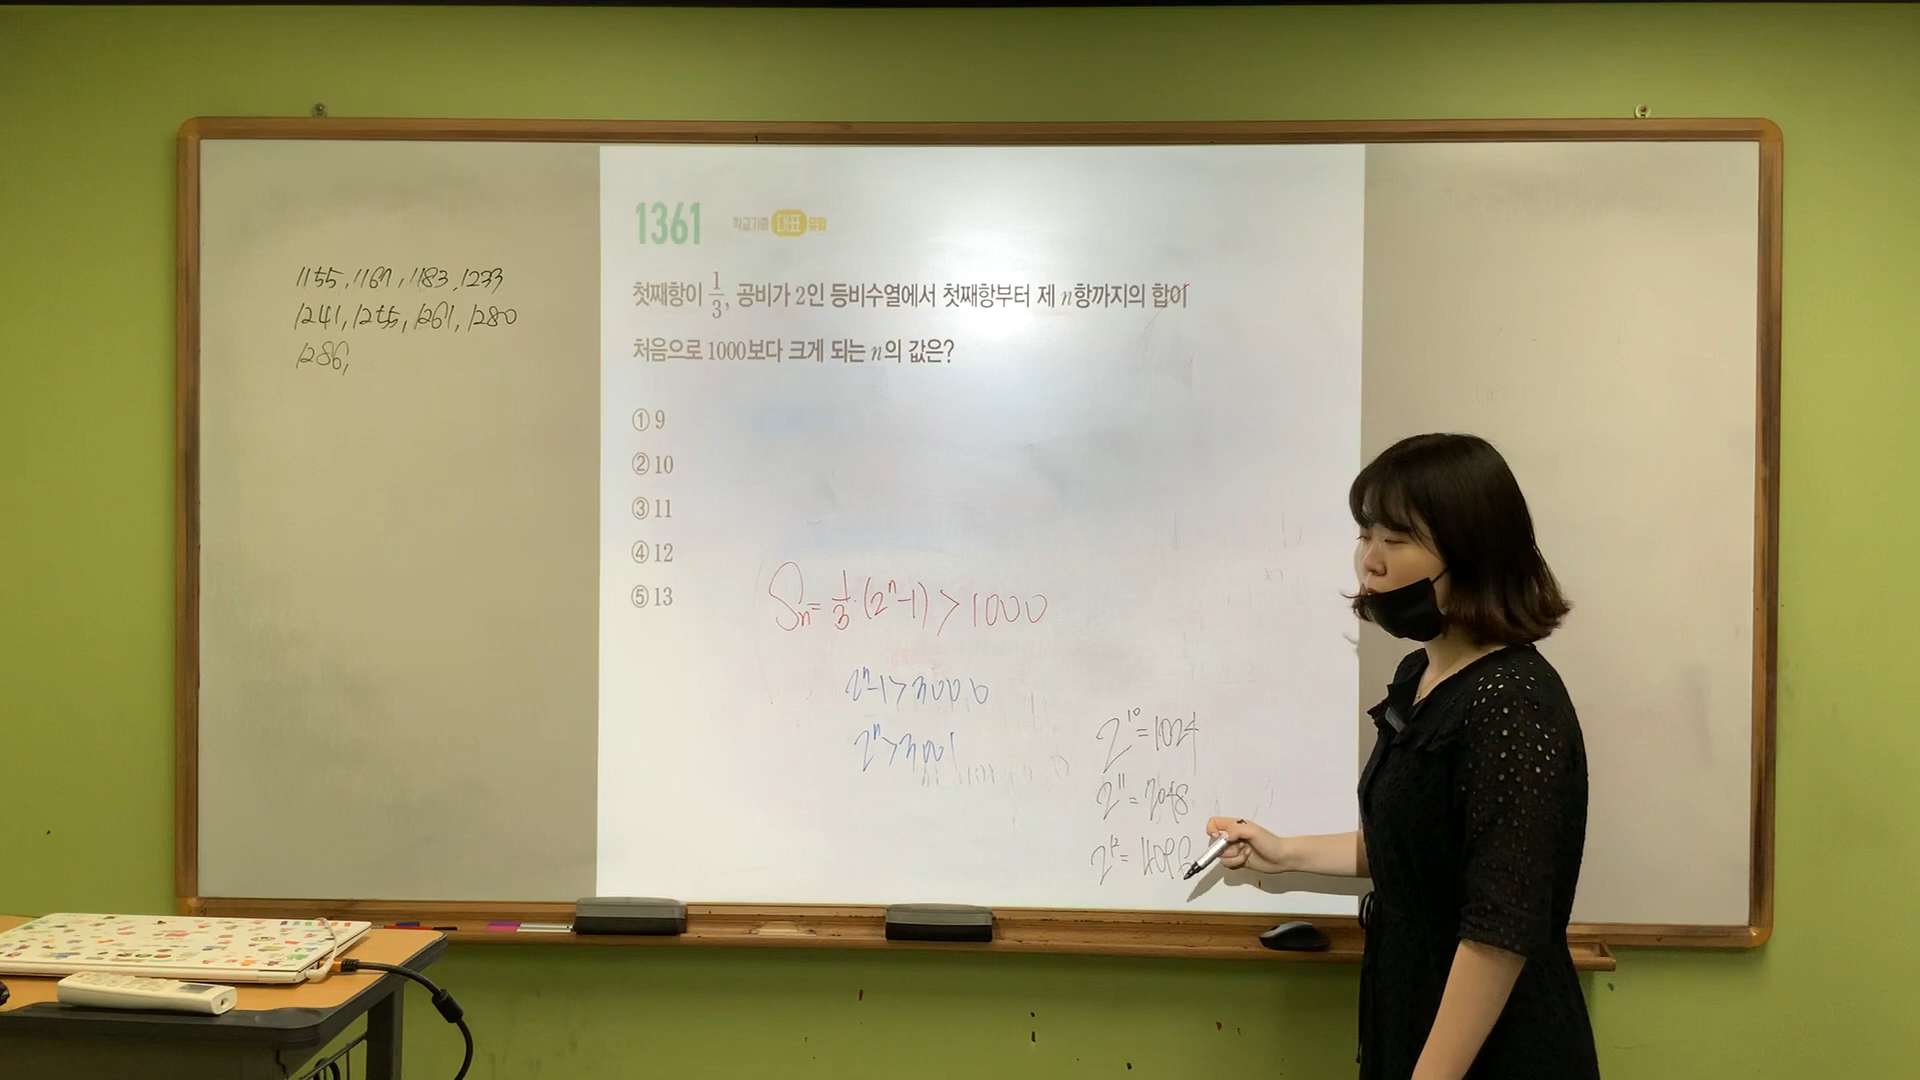 1155, 1167, 1183, 1233
1241, 1255, 1261, 1280
1286,
1361 학교기출 대표 유형
첫째항이 1/3, 공비가 2인 등비수열에서 첫째항부터 제 n항까지의 합이
처음으로 1000보다 크게 되는 n의 값은?
① 9
② 10
③ 11
④ 12
⑤ 13
Sn = 1/3 · (2ⁿ-1) > 1000
2ⁿ-1 > 3000
2ⁿ > 3001
2¹⁰ = 1024
2¹¹ = 2048
2¹² = 4096